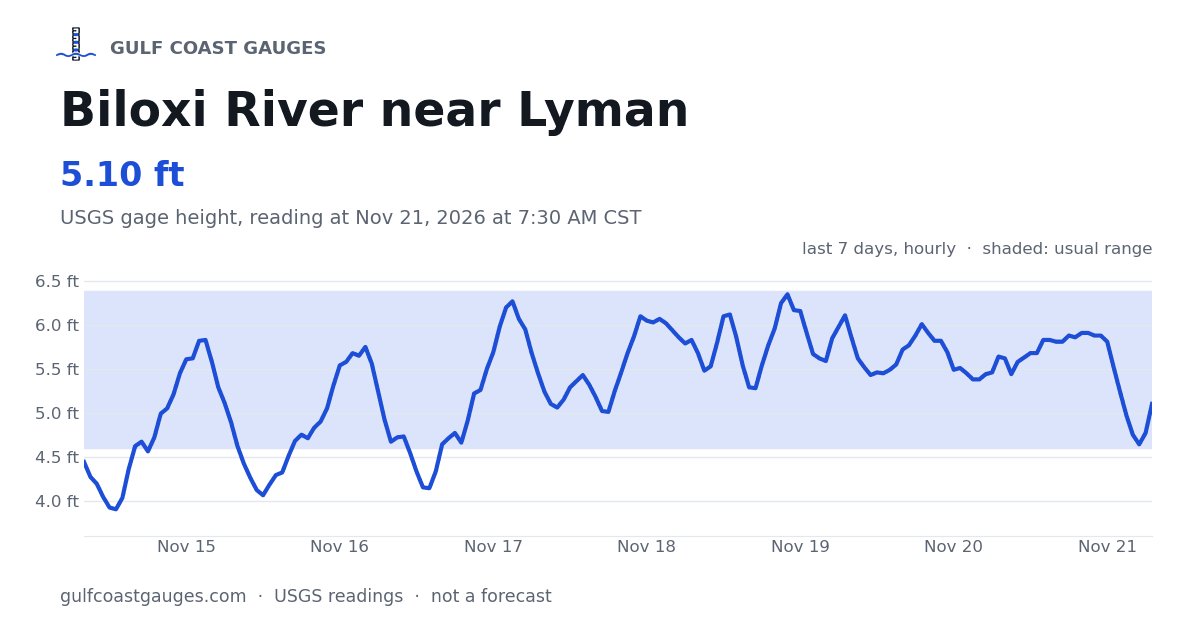 GULF COAST GAUGES
Biloxi River near Lyman
5.10 ft
USGS gage height, reading at Nov 21, 2026 at 7:30 AM CST
last 7 days, hourly · shaded: usual range
6.5 ft
6.0 ft
5.5 ft
5.0 ft
4.5 ft
4.0 ft
Nov 15 Nov 16 Nov 17 Nov 18 Nov 19 Nov 20 Nov 21
gulfcoastgauges.com · USGS readings · not a forecast